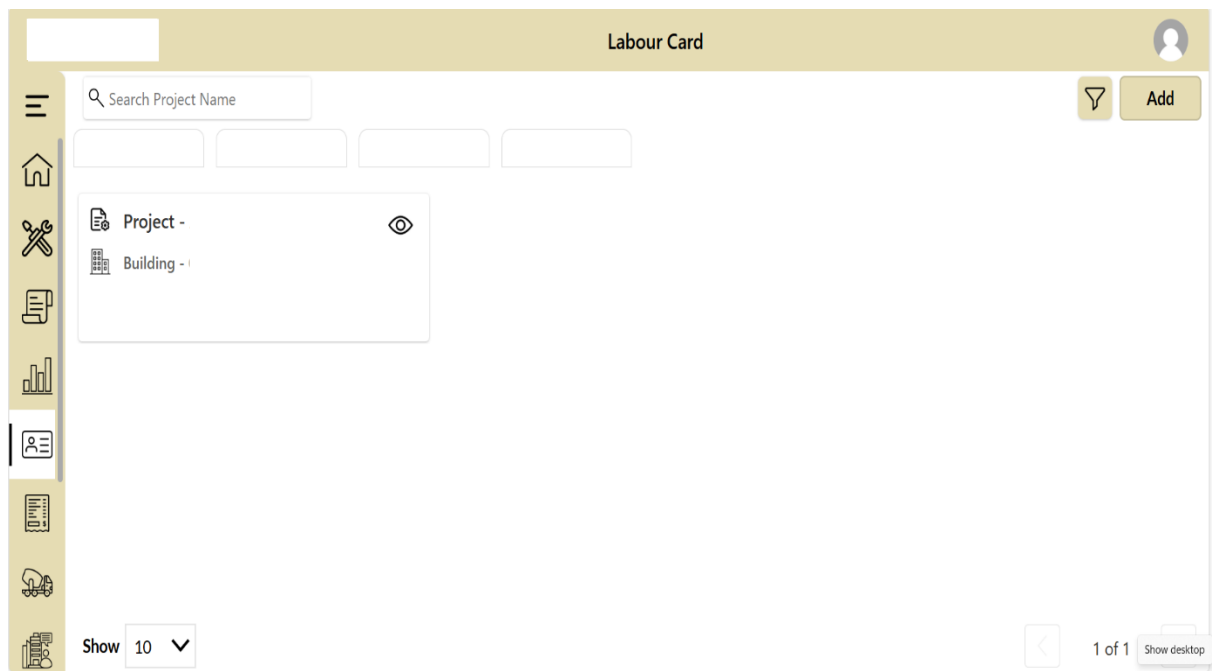 Labour Card
Search Project Name
Add
Project -
Building -
Show 10
1 of 1
Show desktop